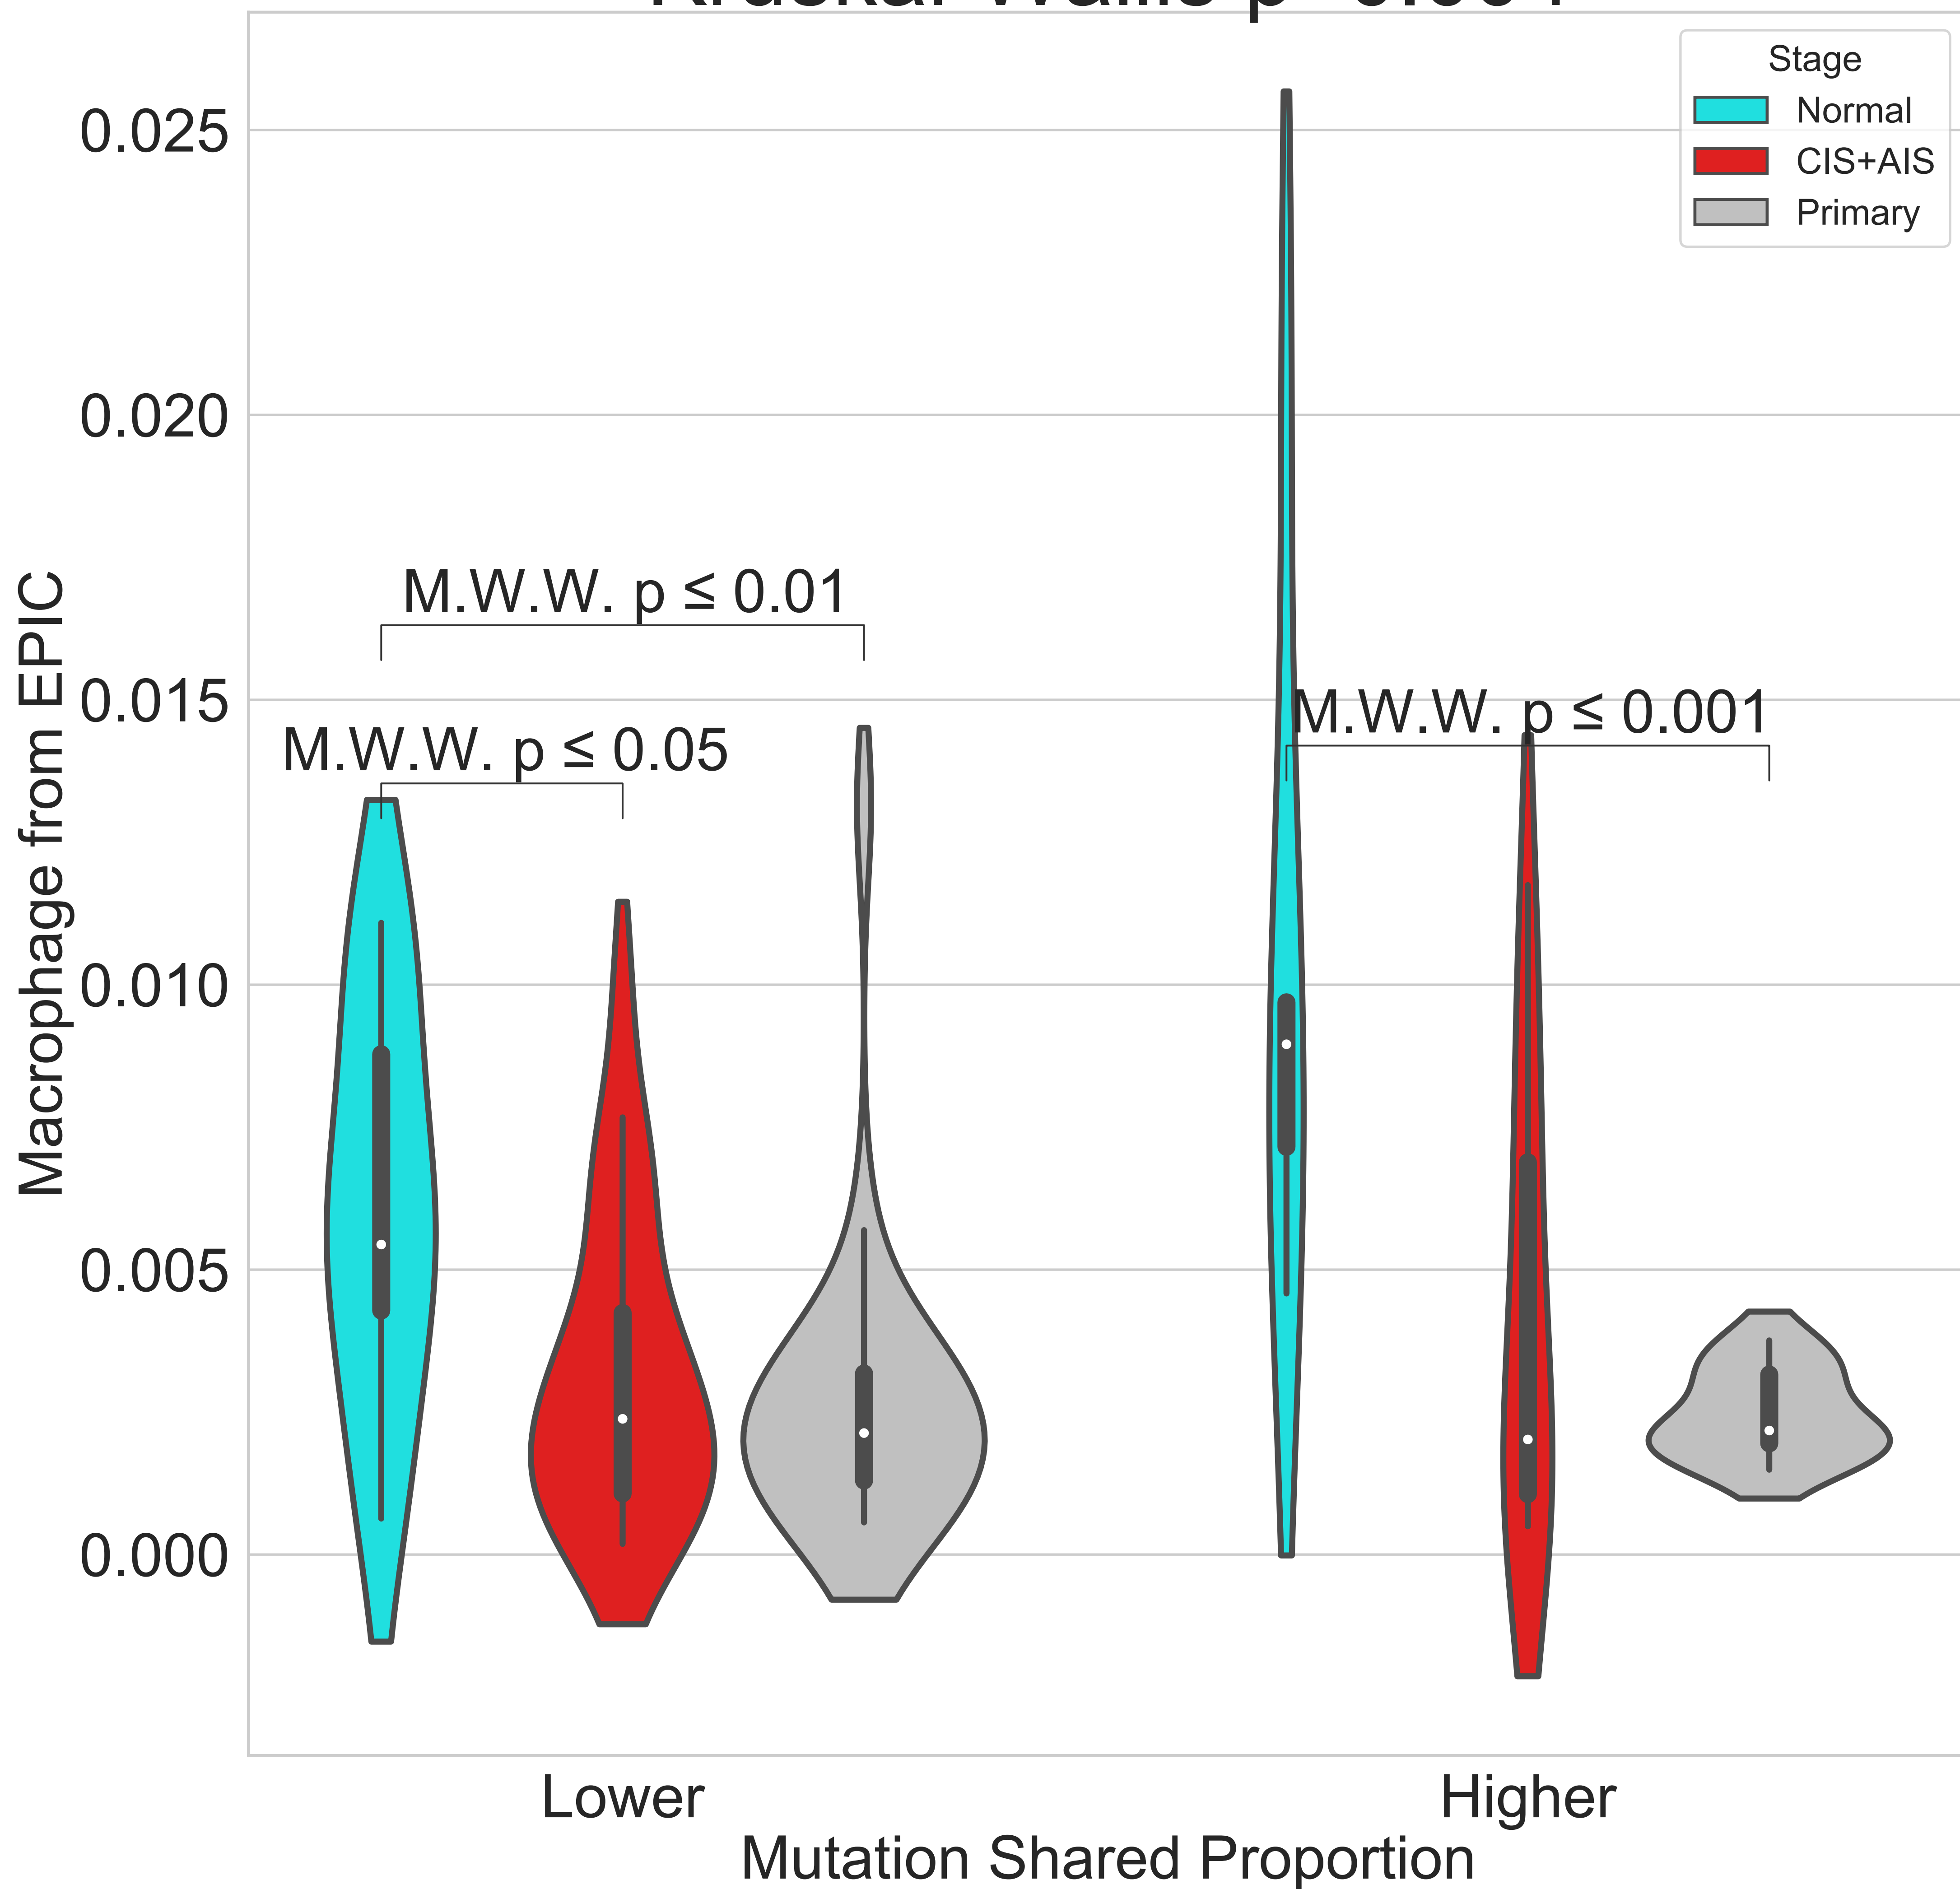 Stage
Normal
CIS+AIS
Primary
0.025
0.020
0.015
0.010
0.005
0.000
Macrophage from EPIC
M.W.W. p ≤ 0.01
M.W.W. p ≤ 0.05
M.W.W. p ≤ 0.001
Lower
Higher
Mutation Shared Proportion